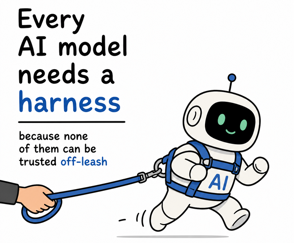 Every
AI model
needs a
harness
because none
of them can be
trusted off-leash
AI